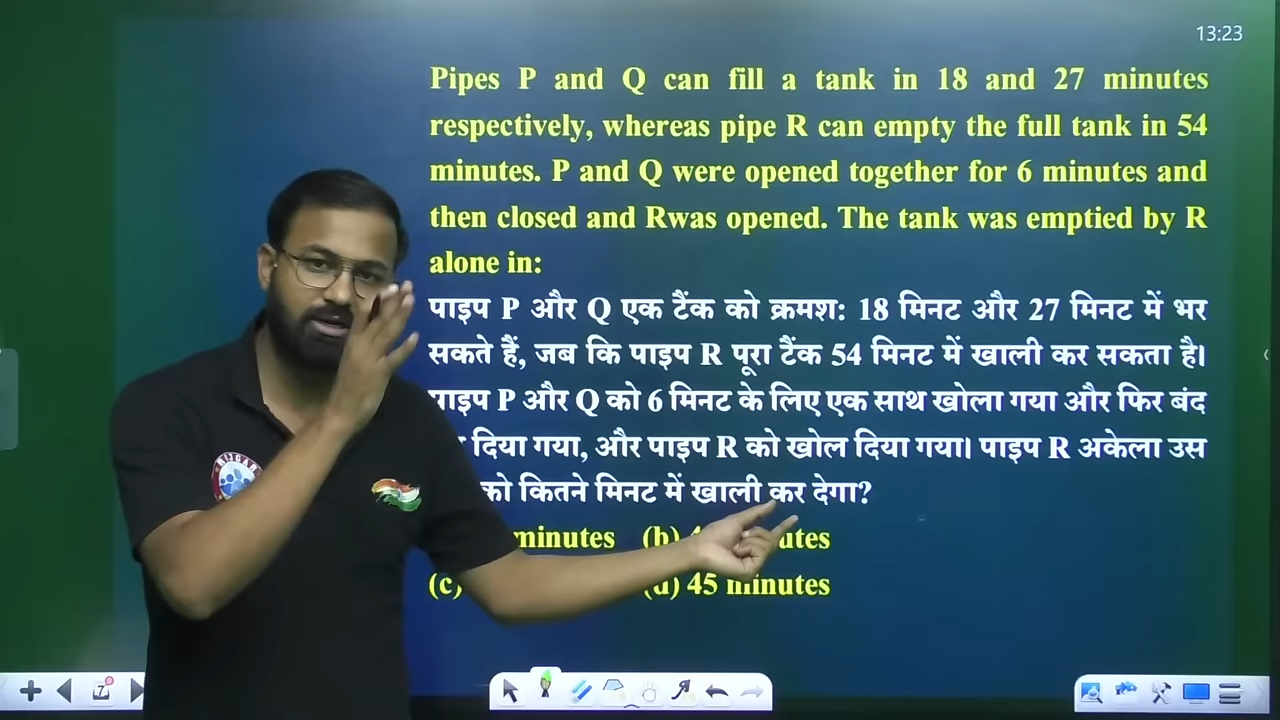 13:23
Pipes P and Q can fill a tank in 18 and 27 minutes
respectively, whereas pipe R can empty the full tank in 54
minutes. P and Q were opened together for 6 minutes and
then closed and Rwas opened. The tank was emptied by R
alone in:
पाइप P और Q एक टैंक को क्रमश: 18 मिनट और 27 मिनट में भर
सकते हैं, जब कि पाइप R पूरा टैंक 54 मिनट में खाली कर सकता है।
पाइप P और Q को 6 मिनट के लिए एक साथ खोला गया और फिर बंद
दिया गया, और पाइप R को खोल दिया गया। पाइप R अकेला उस
को कितने मिनट में खाली कर देगा?
minutes (b)
(c) (d) 45 minutes